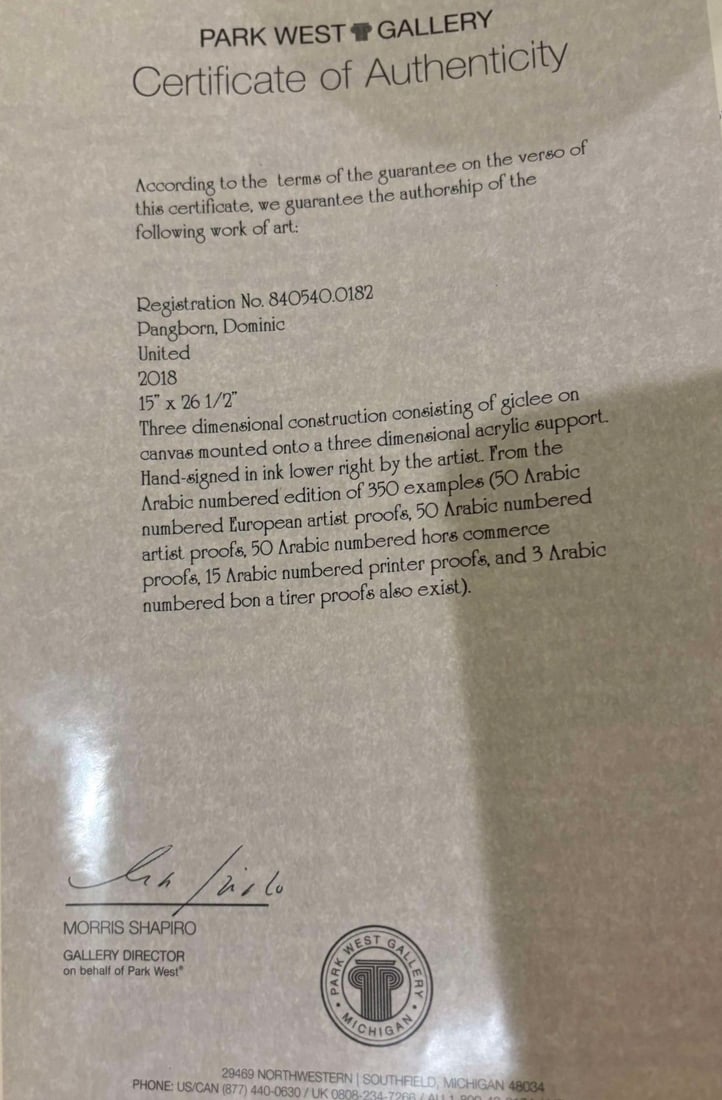 PARK WEST GALLERY
Certificate of Authenticity
According to the terms of the guarantee on the verso of
this certificate, we guarantee the authorship of the
following work of art:
Registration No. 840540.0182
Pangborn, Dominic
United
2018
15" x 26 1/2"
Three dimensional construction consisting of giclee on
canvas mounted onto a three dimensional acrylic support.
Hand-signed in ink lower right by the artist. From the
Arabic numbered edition of 350 examples (50 Arabic
numbered European artist proofs, 50 Arabic numbered
artist proofs, 50 Arabic numbered hors commerce
proofs, 15 Arabic numbered printer proofs, and 3 Arabic
numbered bon a tirer proofs also exist).
MORRIS SHAPIRO
GALLERY DIRECTOR
on behalf of Park West®
PARK WEST GALLERY
• MICHIGAN •
29469 NORTHWESTERN | SOUTHFIELD, MICHIGAN 48034
PHONE: US/CAN (877) 440-0630 / UK 0808-234-7266 /